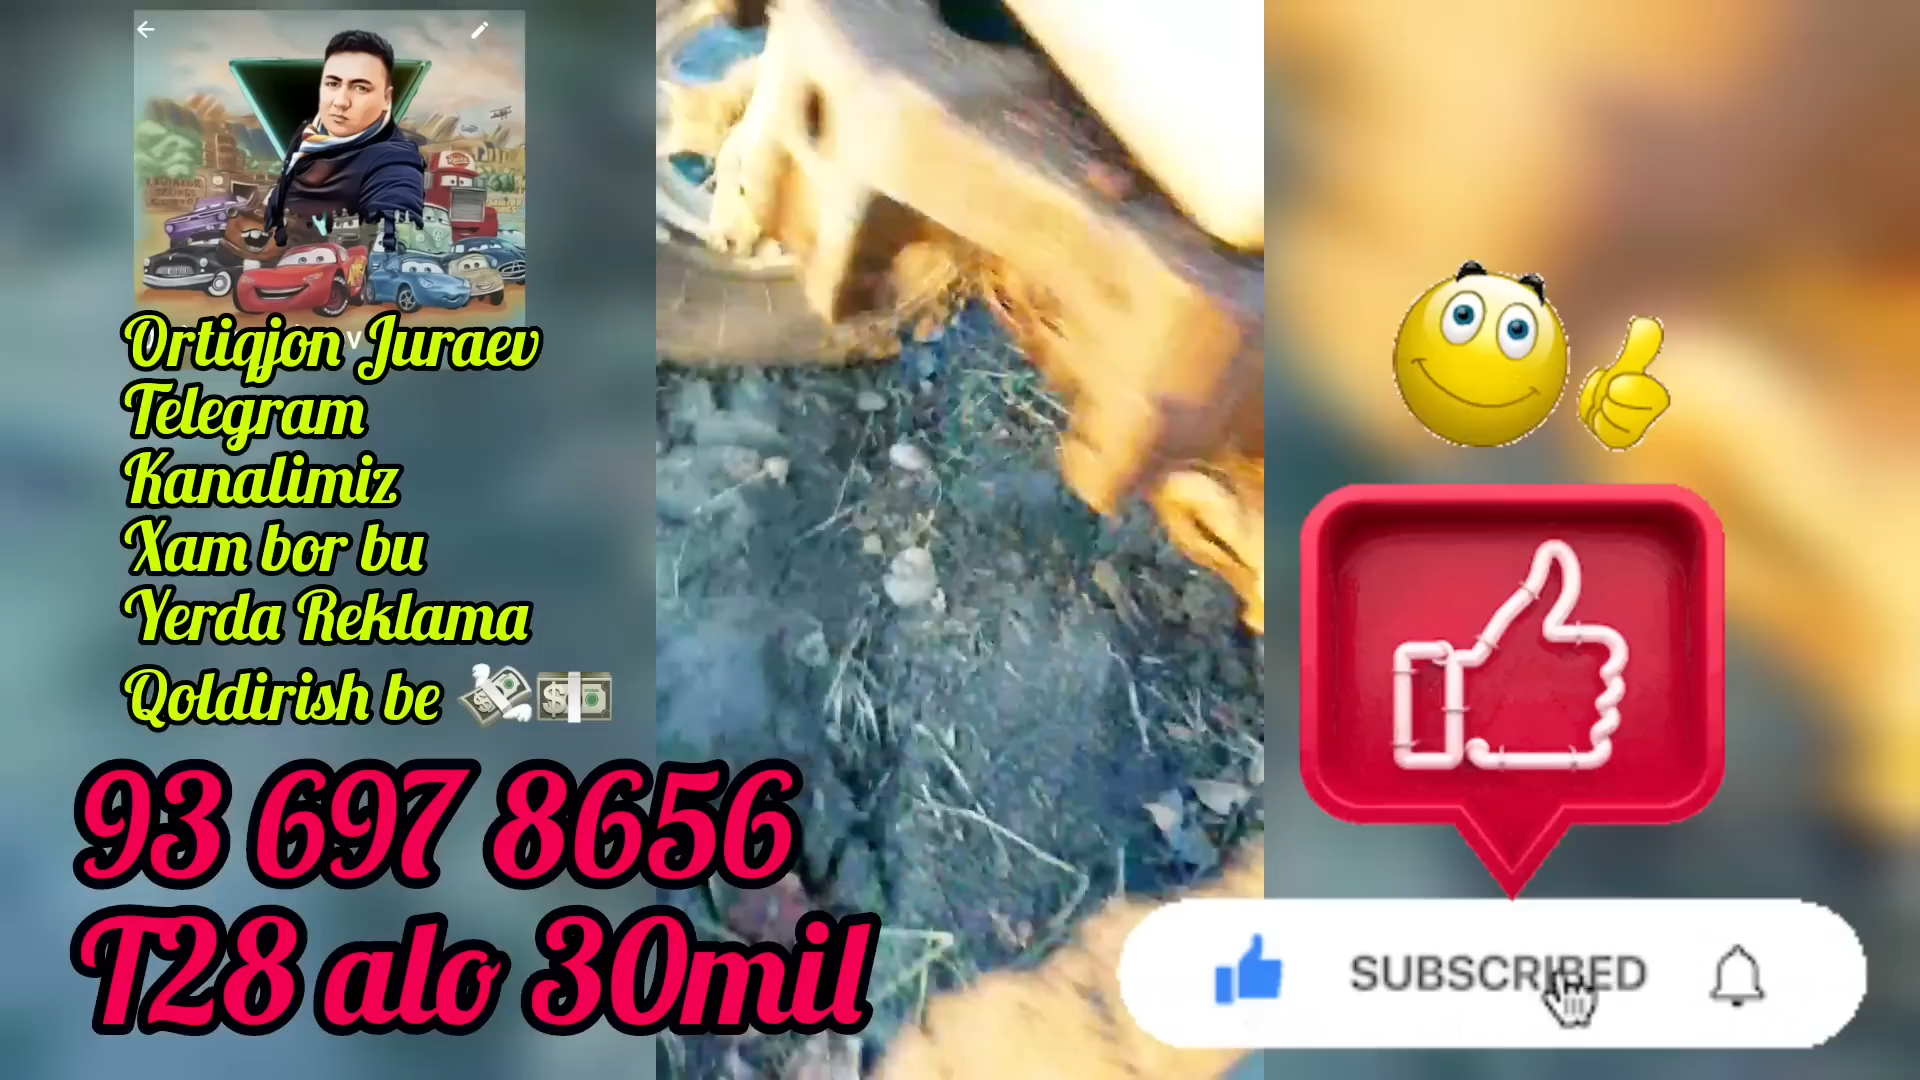 Ortiqjon Juraev
Telegram
Kanalimiz
Xam bor bu
Yerda Reklama
Qoldirish be
93 697 8656
T28 alo 30mil
SUBSCRIBED